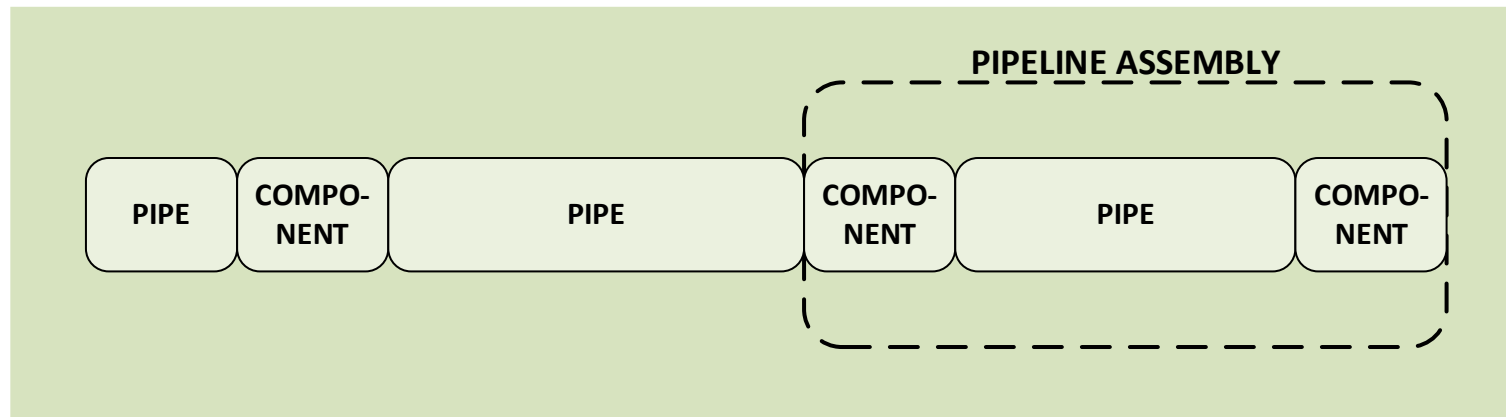 PIPELINE ASSEMBLY
PIPE
COMPO-
NENT
PIPE
COMPO-
NENT
PIPE
COMPO-
NENT